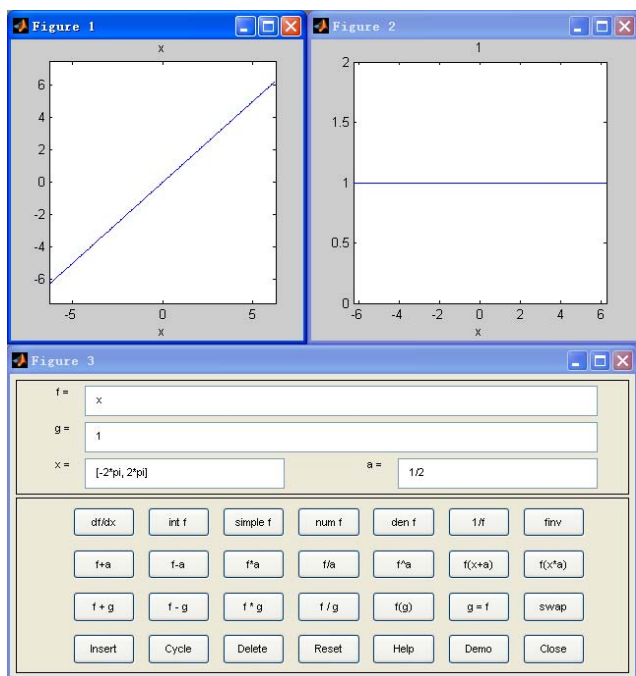 Figure 1
x
6
4
2
0
-2
-4
-6
-5 0 5
x
Figure 2
1
2
1.5
1
0.5
0
-6 -4 -2 0 2 4 6
x
Figure 3
f = x
g = 1
x = [-2*pi, 2*pi] a = 1/2
df/dx int f simple f num f den f 1/f finv
f+a f-a f*a f/a f^a f(x+a) f(x*a)
f + g f - g f * g f / g f(g) g = f swap
Insert Cycle Delete Reset Help Demo Close